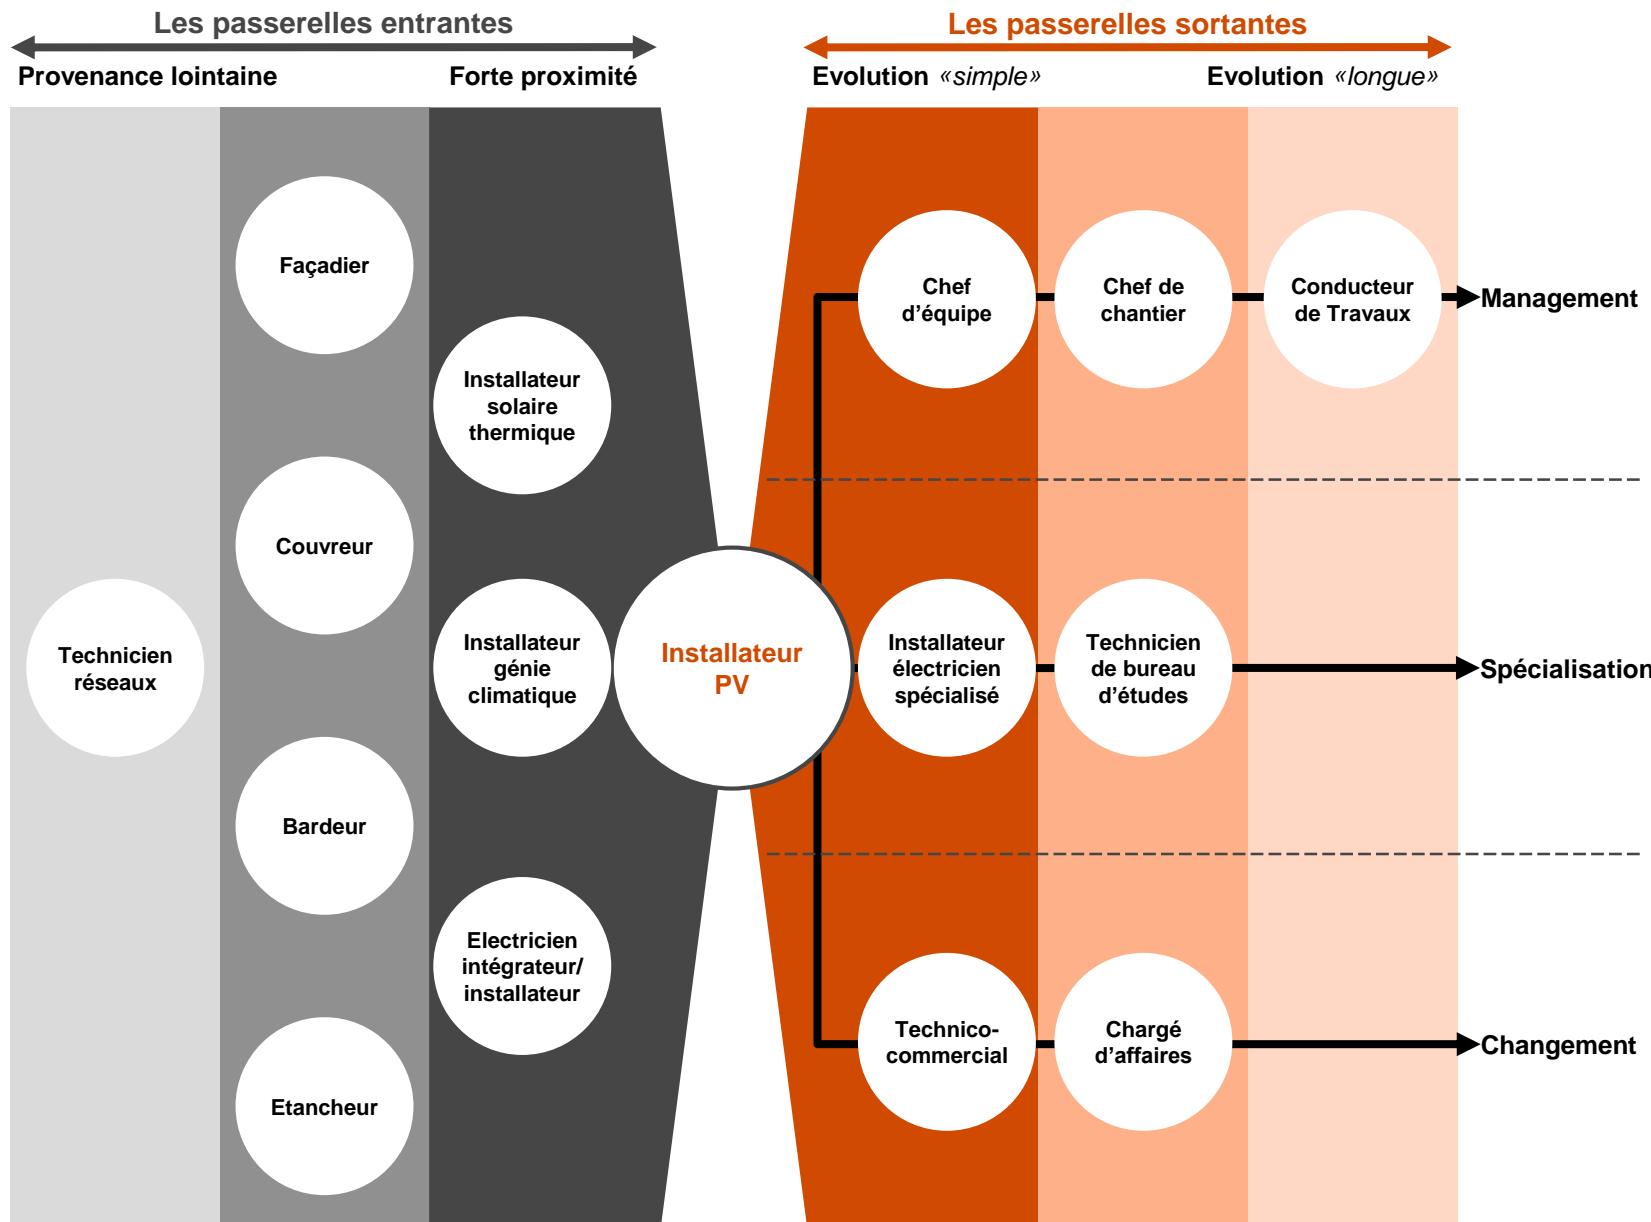 Les passerelles entrantes
Provenance lointaine
Forte proximité
Les passerelles sortantes
Evolution «simple»
Evolution «longue»
Technicien
réseaux
Façadier
Couvreur
Bardeur
Etancheur
Installateur
solaire
thermique
Installateur
génie
climatique
Electricien
intégrateur/
installateur
Installateur
PV
Chef
d’équipe
Chef de
chantier
Conducteur
de Travaux
Management
Installateur
électricien
spécialisé
Technicien
de bureau
d’études
Spécialisation
Technico-
commercial
Chargé
d’affaires
Changement